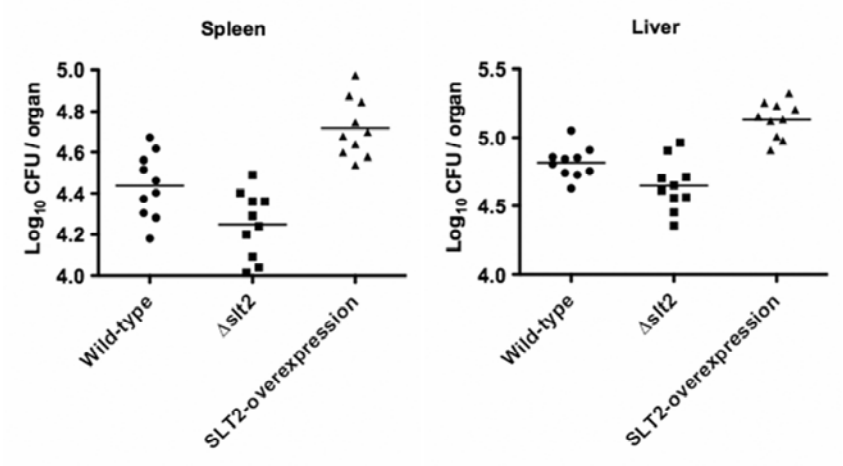 Spleen
Log10 CFU / organ
5.0
4.8
4.6
4.4
4.2
4.0
Wild-type
Δslt2
SLT2-overexpression
Liver
Log10 CFU / organ
5.5
5.0
4.5
4.0
Wild-type
Δslt2
SLT2-overexpression